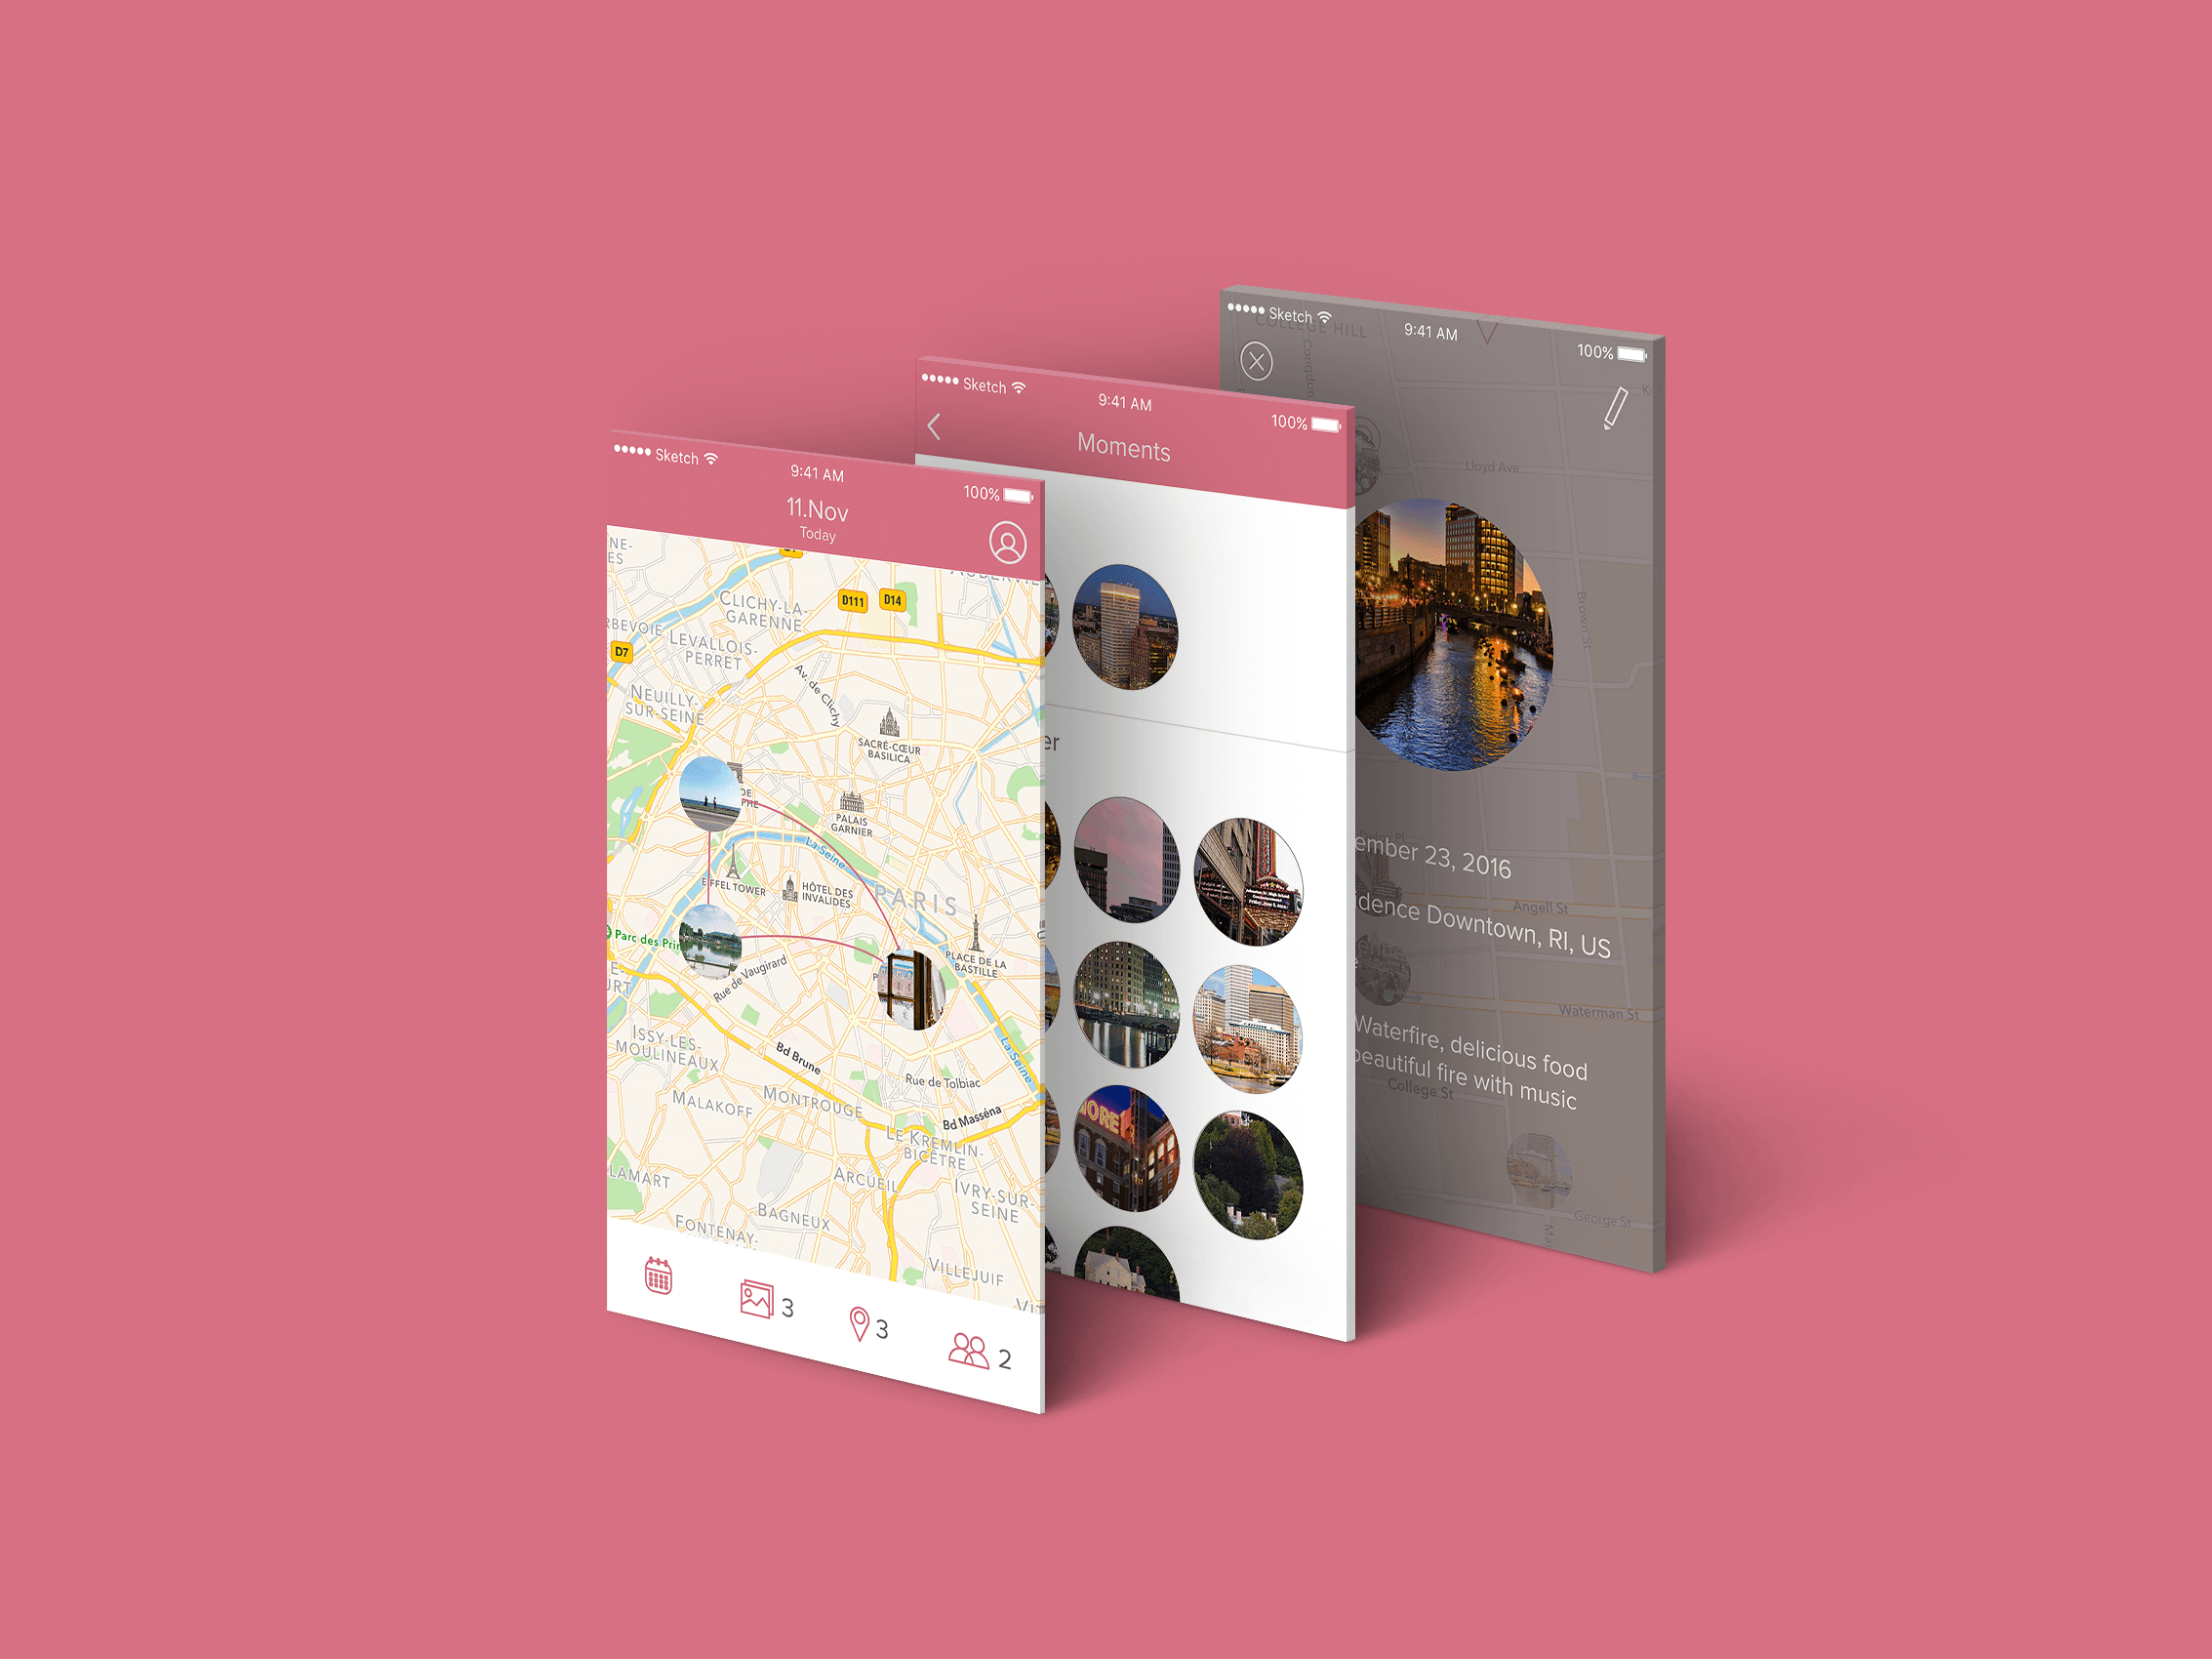 Sketch
9:41 AM
100%
11.Nov
Today
CLICHY-LA-
GARENNE
D111
D14
LEVALLOIS-
PERRET
D7
NEUILLY-
SUR-SEINE
Av. de Clichy
SACRÉ-CŒUR
BASILICA
PALAIS
GARNIER
La Seine
EIFFEL TOWER
HÔTEL DES
INVALIDES
PARIS
PLACE DE LA
BASTILLE
Parc des Prin
Rue de Vaugirard
ISSY-LES-
MOULINEAUX
Bd Brune
La Seine
Rue de Tolbiac
MALAKOFF
MONTROUGE
Bd Masséna
LE KREMLIN-
BICÊTRE
LAMART
ARCUEIL
IVRY-SUR-
SEINE
BAGNEUX
FONTENAY-
VILLEJUIF
3
3
2
Sketch
9:41 AM
100%
Moments
er
Sketch
9:41 AM
100%
COLLEGE HILL
Congdon
Lloyd Ave
Brown St
ember 23, 2016
Angell St
idence Downtown, RI, US
Waterman St
Waterfire, delicious food
beautiful fire with music
College St
George St